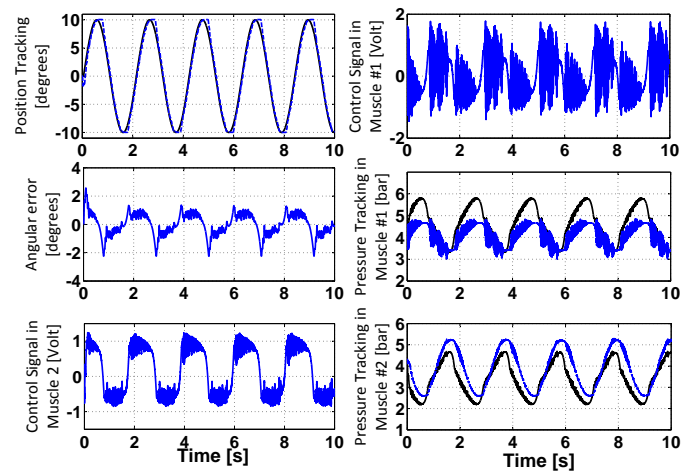 Position Tracking
[degrees]
10
5
0
-5
-10
0 2 4 6 8 10
Control Signal in
Muscle #1 [Volt]
2
0
-2
0 2 4 6 8 10
Angular error
[degrees]
4
2
0
-2
-4
0 2 4 6 8 10
Pressure Tracking in
Muscle #1 [bar]
6
5
4
3
2
0 2 4 6 8 10
Control Signal in
Muscle 2 [Volt]
1
0
-1
0 2 4 6 8 10
Time [s]
Pressure Tracking in
Muscle #2 [bar]
6
5
4
3
2
1
0 2 4 6 8 10
Time [s]